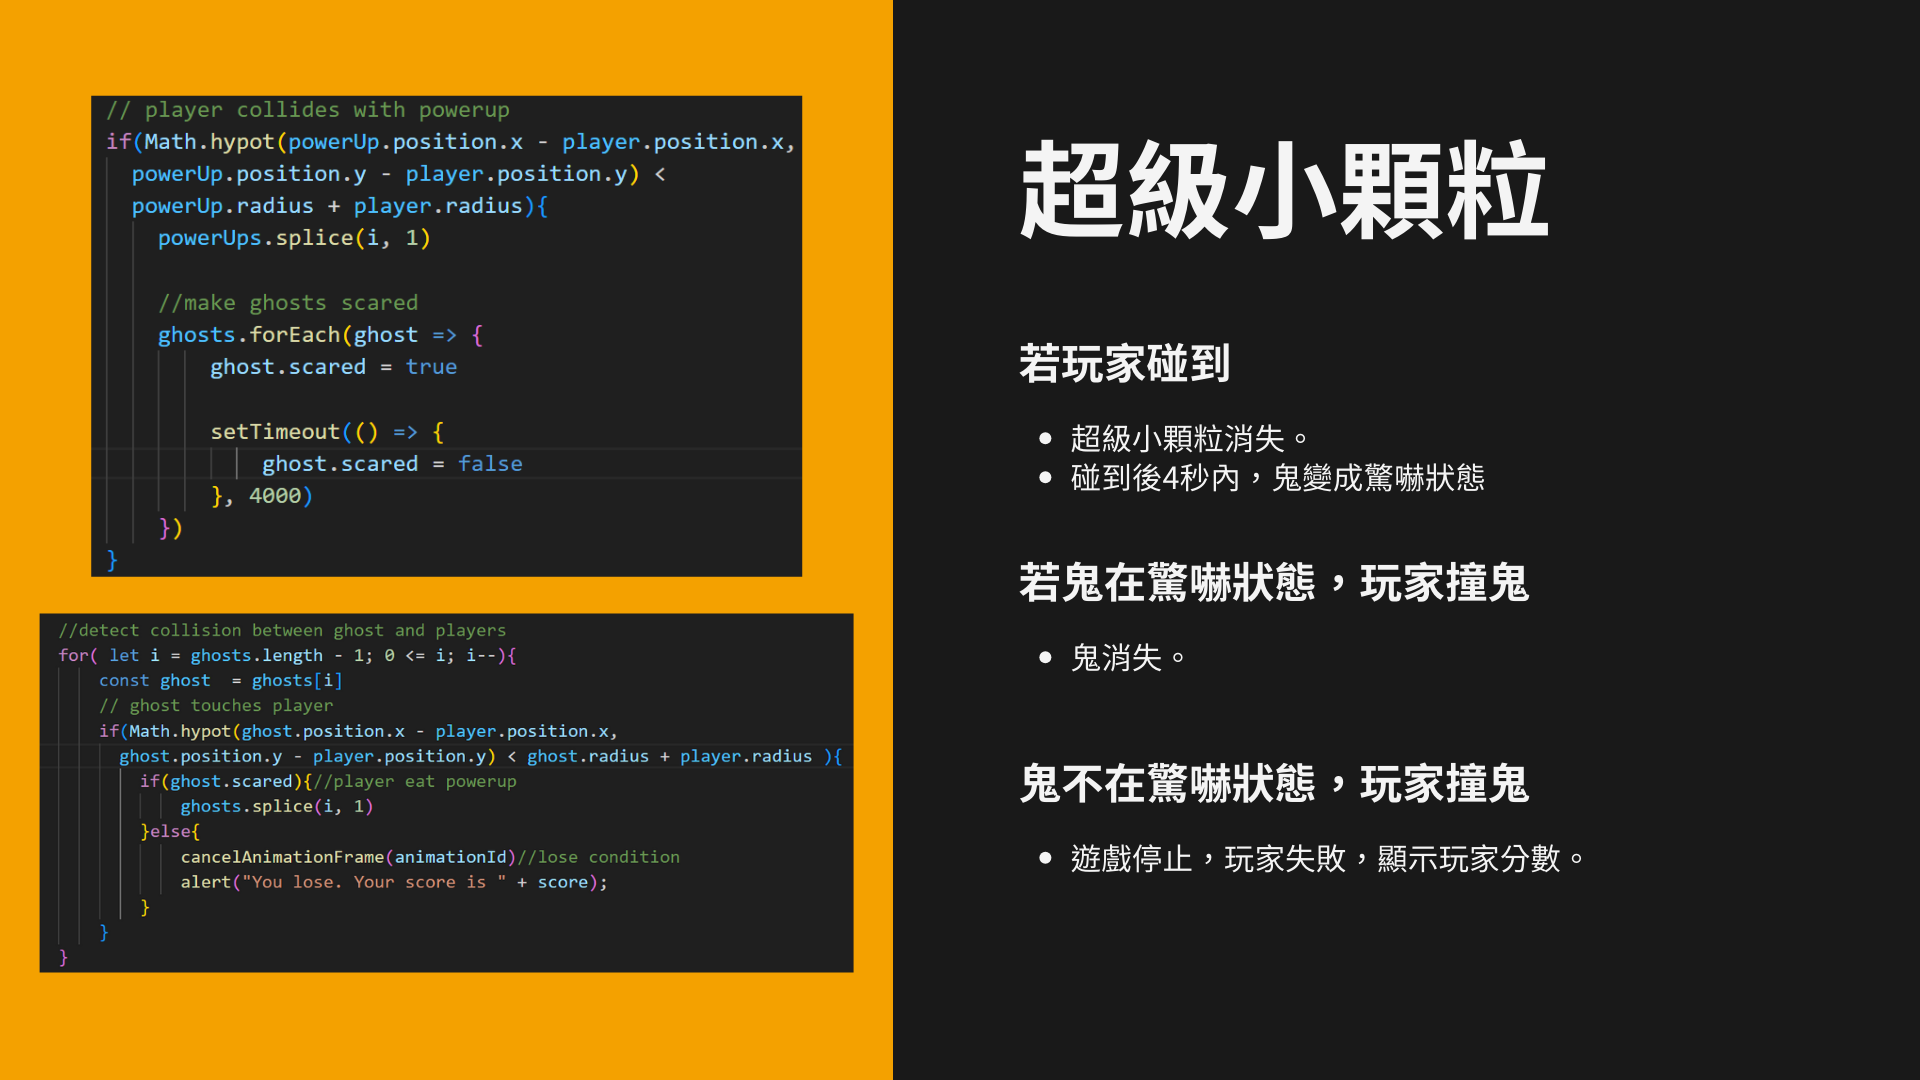 // player collides with powerup
if(Math.hypot(powerUp.position.x - player.position.x,
powerUp.position.y - player.position.y) <
powerUp.radius + player.radius){
powerUps.splice(i, 1)
//make ghosts scared
ghosts.forEach(ghost => {
ghost.scared = true
setTimeout(() => {
ghost.scared = false
}, 4000)
})
}
//detect collision between ghost and players
for( let i = ghosts.length - 1; 0 <= i; i--){
const ghost  = ghosts[i]
// ghost touches player
if(Math.hypot(ghost.position.x - player.position.x,
ghost.position.y - player.position.y) < ghost.radius + player.radius ){
if(ghost.scared){//player eat powerup
ghosts.splice(i, 1)
}else{
cancelAnimationFrame(animationId)//lose condition
alert("You lose. Your score is " + score);
}
}
}
超級小顆粒
若玩家碰到
• 超級小顆粒消失。
• 碰到後4秒內，鬼變成驚嚇狀態
若鬼在驚嚇狀態，玩家撞鬼
• 鬼消失。
鬼不在驚嚇狀態，玩家撞鬼
• 遊戲停止，玩家失敗，顯示玩家分數。